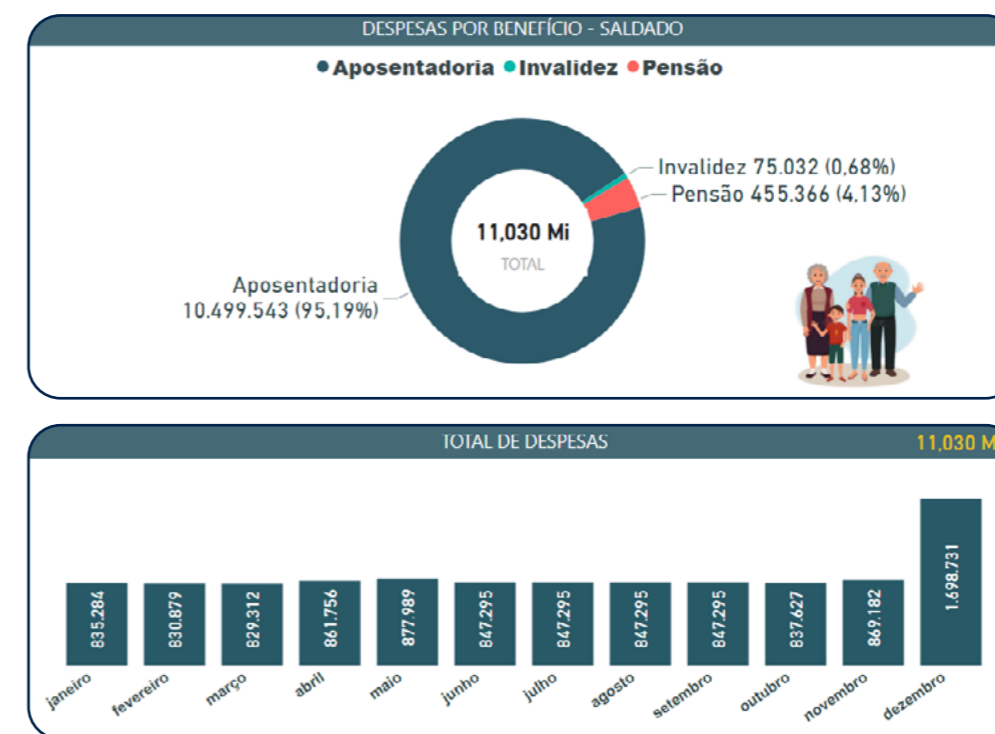 DESPESAS POR BENEFÍCIO - SALDADO
Aposentadoria Invalidez Pensão
Invalidez 75.032 (0,68%)
Pensão 455.366 (4,13%)
11,030 Mi
TOTAL
Aposentadoria
10.499.543 (95,19%)
TOTAL DE DESPESAS 11,030 M
835.284 830.879 829.312 861.756 877.989 847.295 847.295 847.295 847.295 837.627 869.182 1.698.731
janeiro fevereiro março abril maio junho julho agosto setembro outubro novembro dezembro